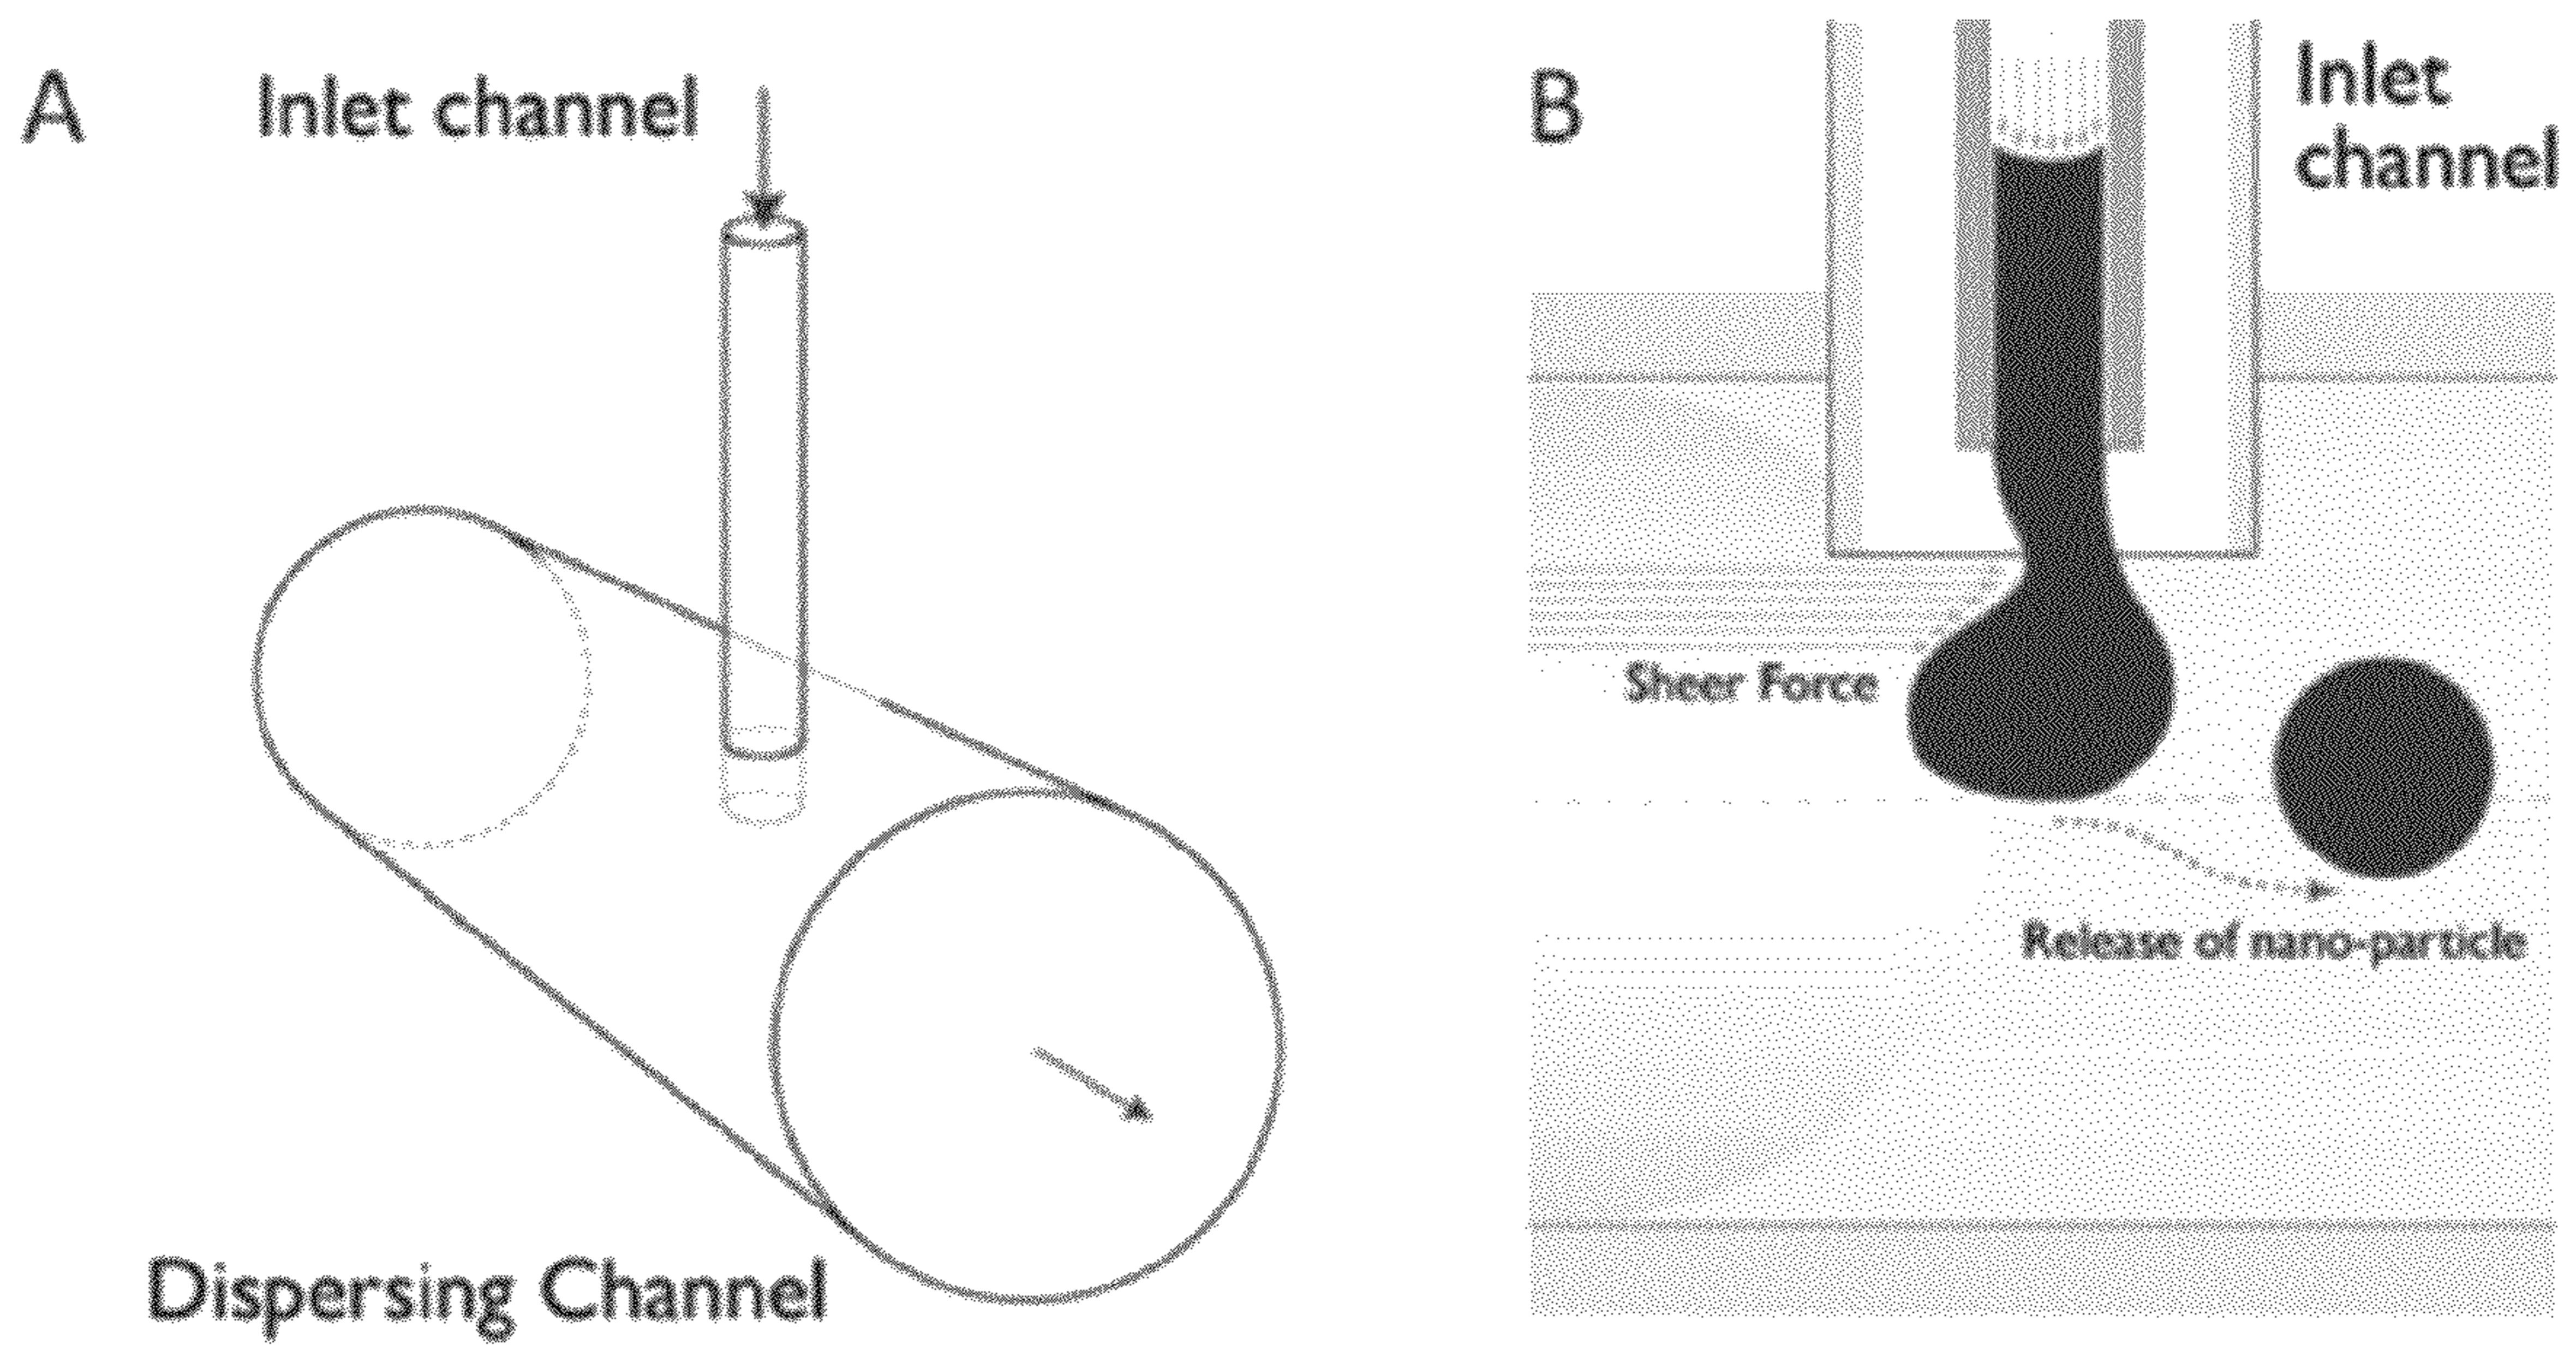 A
Inlet channel
Dispersing Channel
B
Inlet
channel
Sheer Force
Release of nano-particle